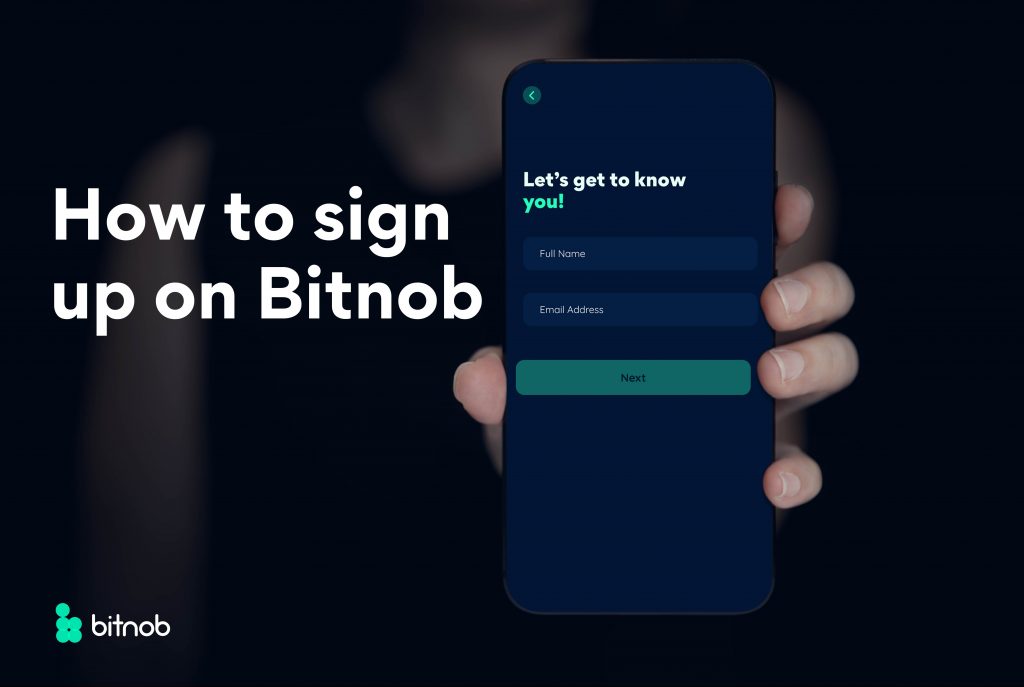 How to sign
up on Bitnob
Let's get to know
you!
Full Name
Email Address
Next
bitnob